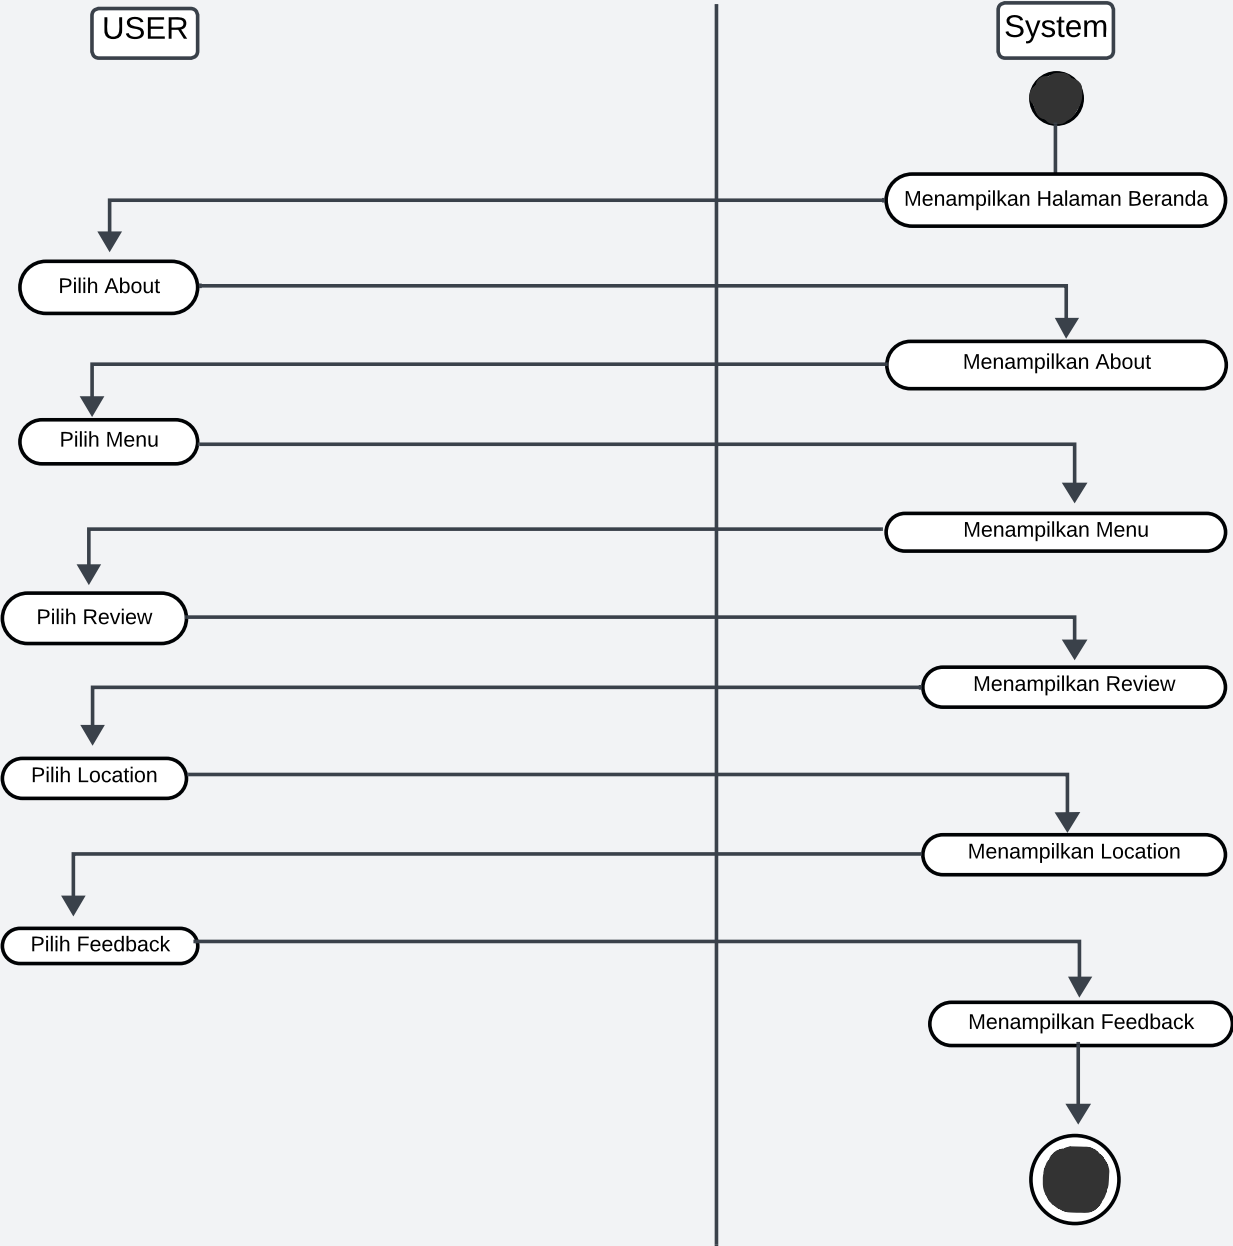 USER
System
Menampilkan Halaman Beranda
Pilih About
Menampilkan About
Pilih Menu
Menampilkan Menu
Pilih Review
Menampilkan Review
Pilih Location
Menampilkan Location
Pilih Feedback
Menampilkan Feedback